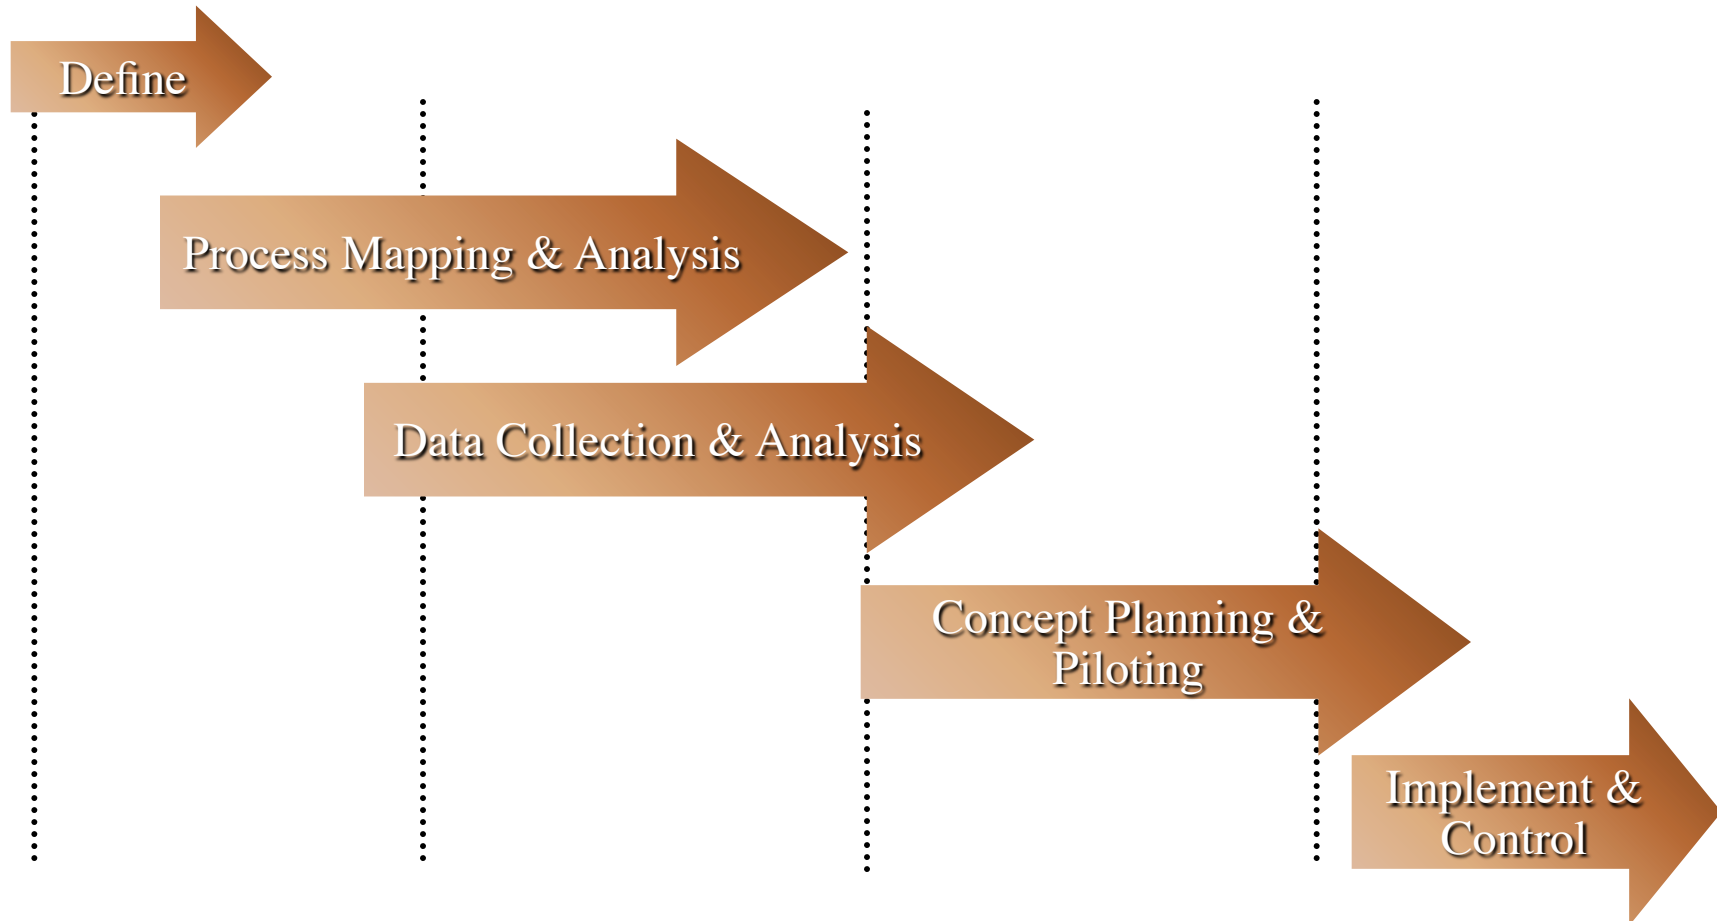 Define
Process Mapping & Analysis
Data Collection & Analysis
Concept Planning &
Piloting
Implement &
Control